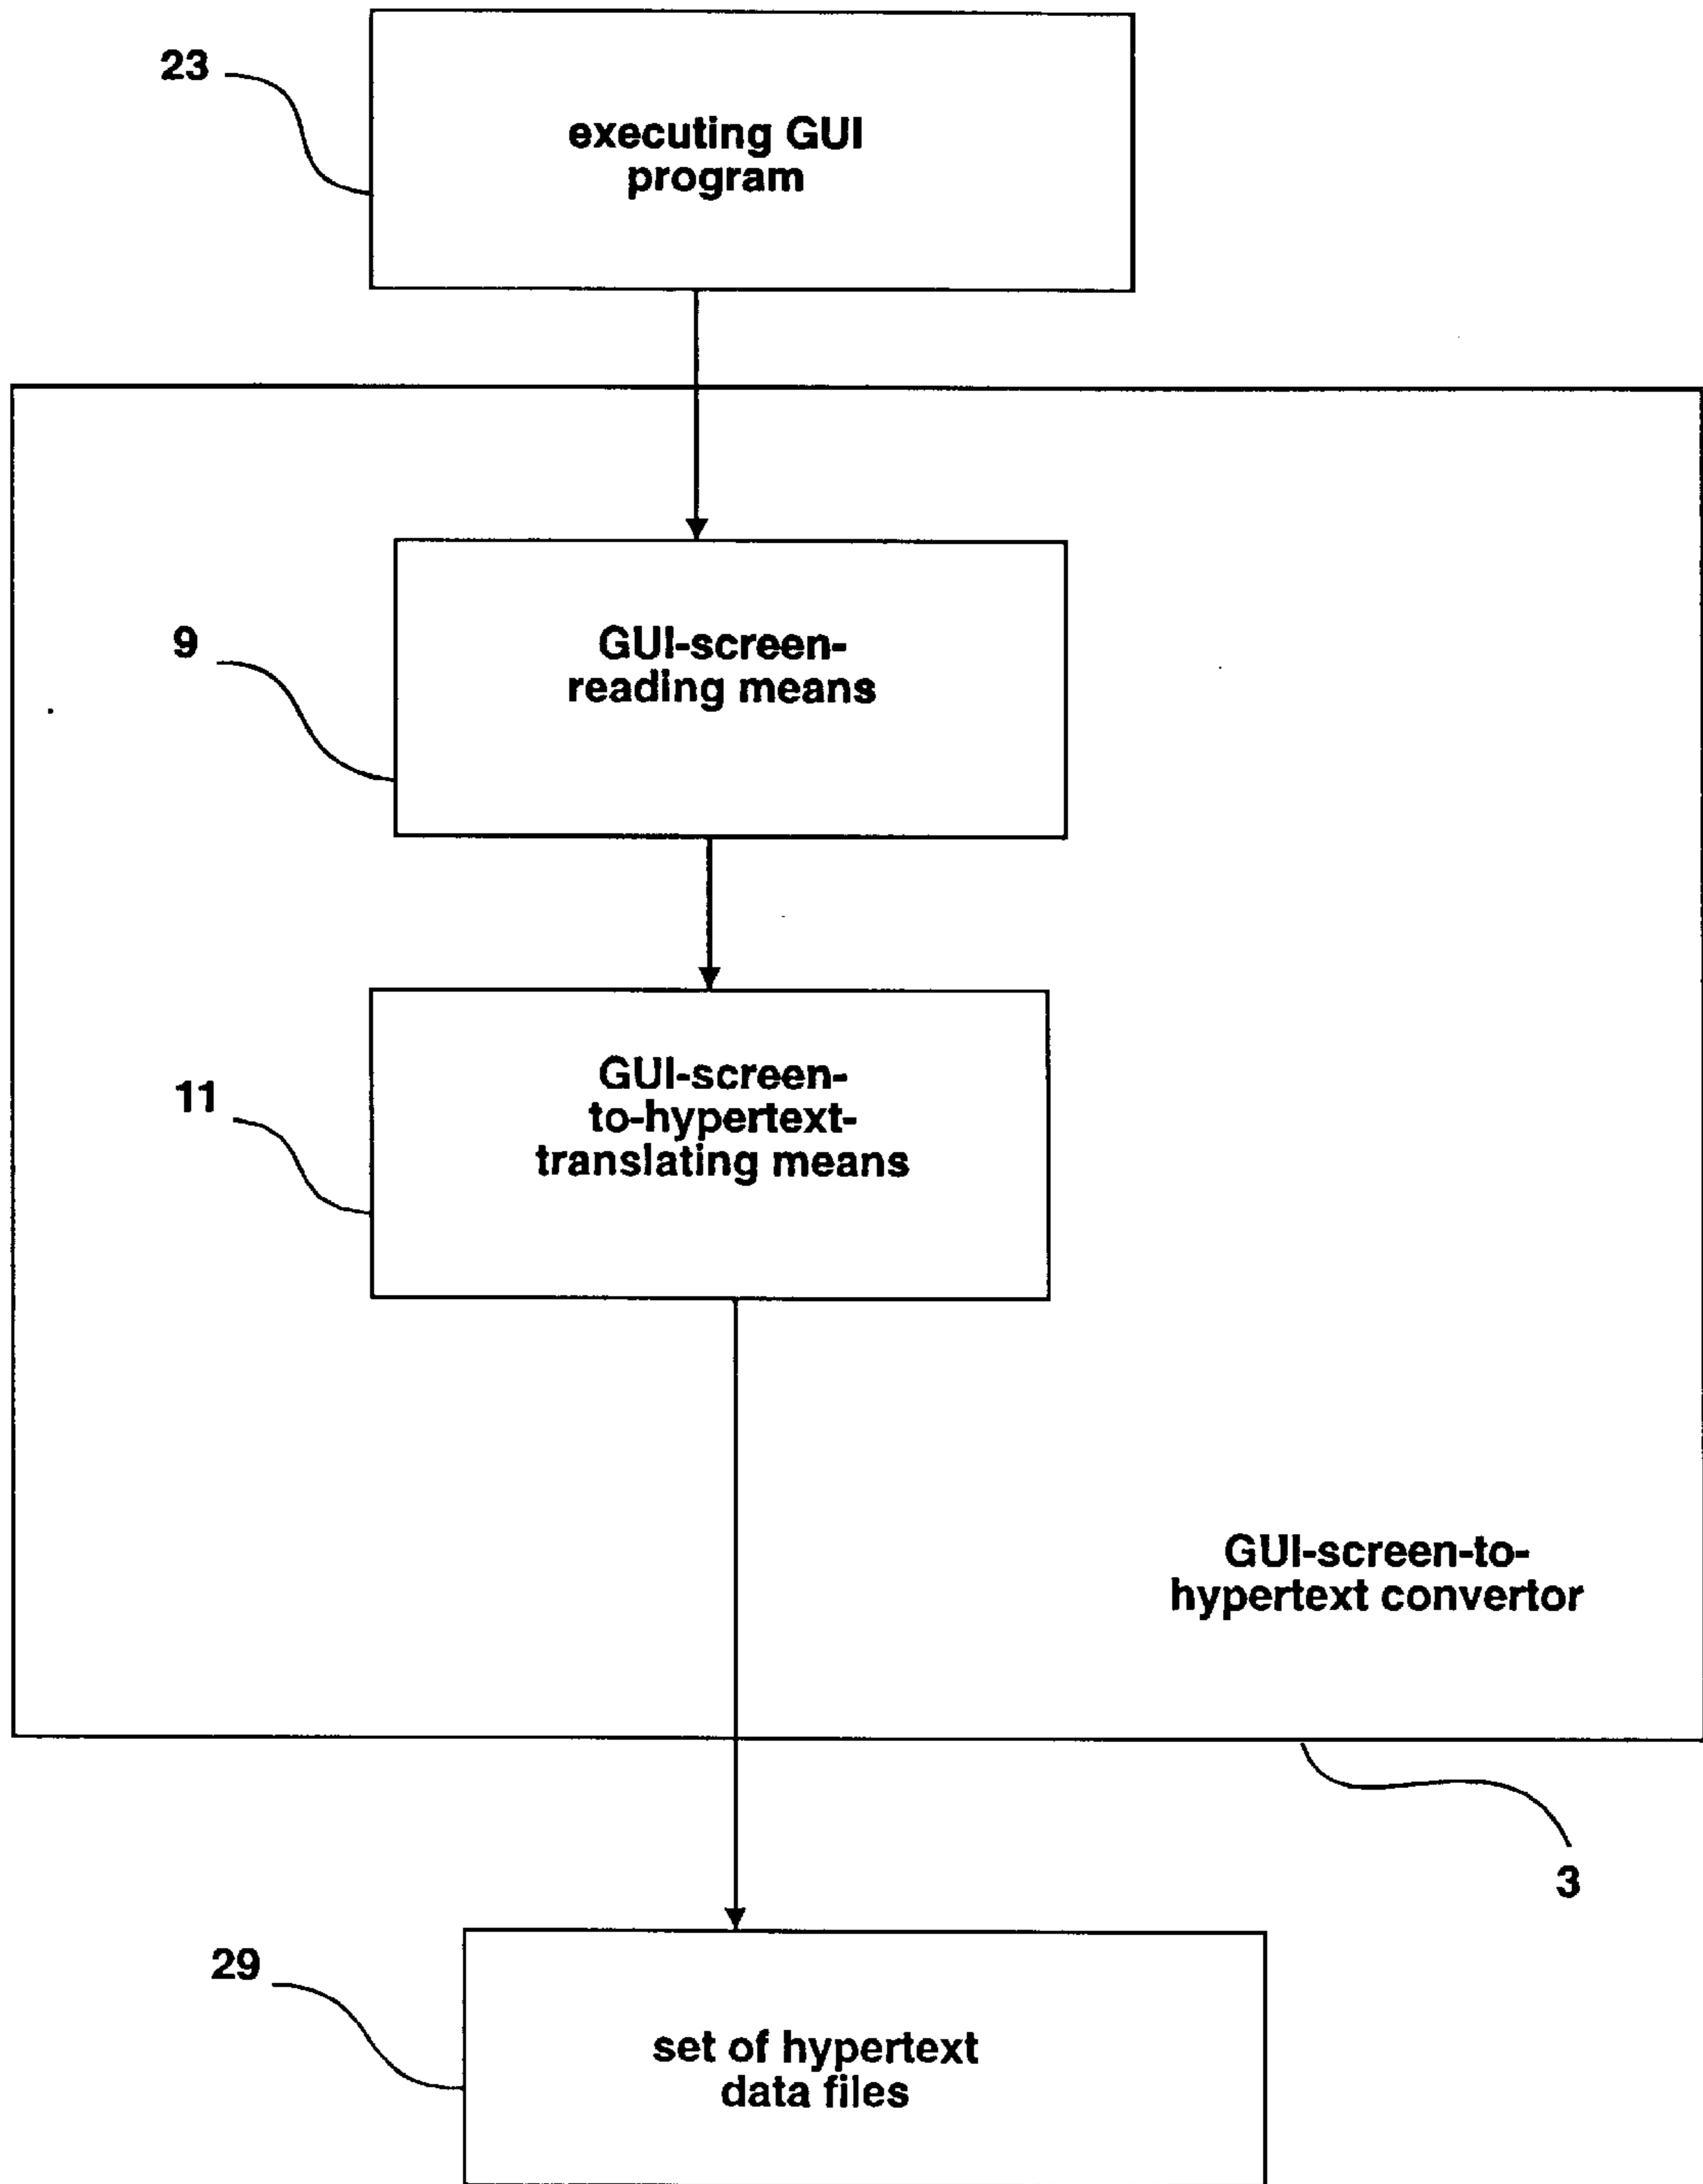 23
executing GUI
program
9
GUI-screen-
reading means
11
GUI-screen-
to-hypertext-
translating means
GUI-screen-to-
hypertext convertor
3
29
set of hypertext
data files